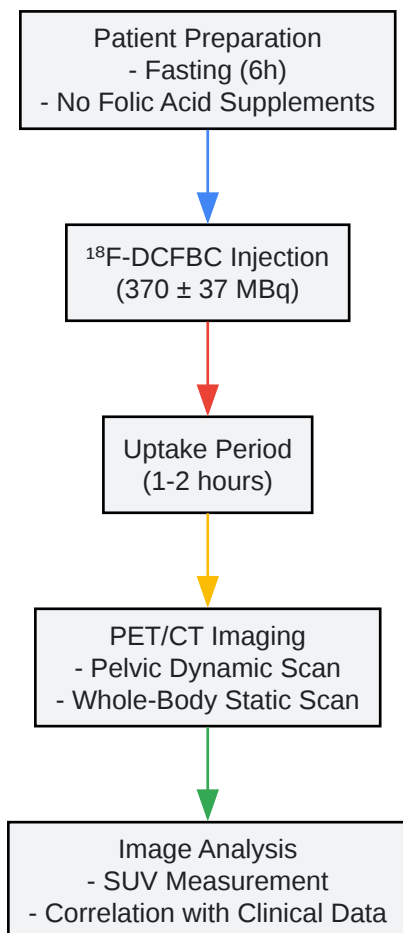 Patient Preparation
- Fasting (6h)
- No Folic Acid Supplements
¹⁸F-DCFBC Injection
(370 ± 37 MBq)
Uptake Period
(1-2 hours)
PET/CT Imaging
- Pelvic Dynamic Scan
- Whole-Body Static Scan
Image Analysis
- SUV Measurement
- Correlation with Clinical Data